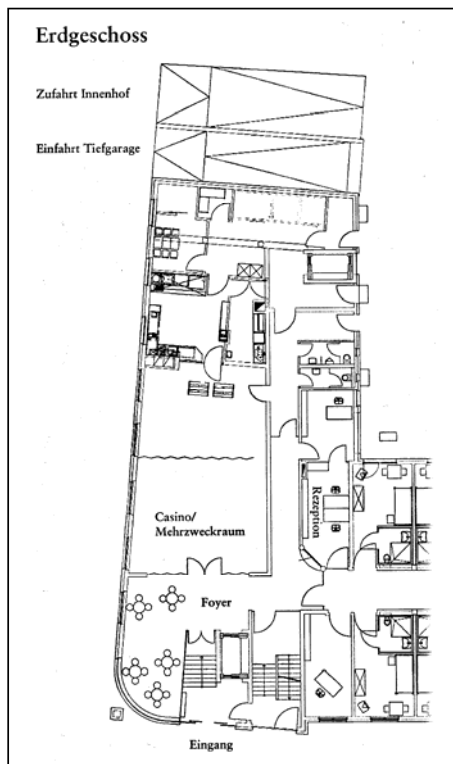 Erdgeschoss
Zufahrt Innenhof
Einfahrt Tiefgarage
Rezeption
Casino/
Mehrzweckraum
Foyer
Eingang